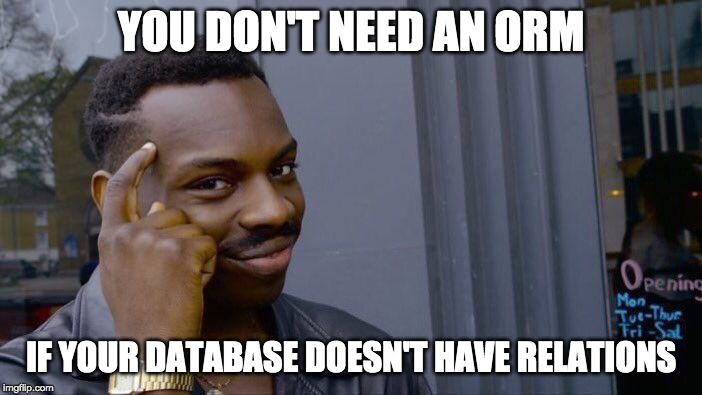 YOU DON'T NEED AN ORM
Opening
Mon
Tue-Thur
Fri-Sat
IF YOUR DATABASE DOESN'T HAVE RELATIONS
imgflip.com